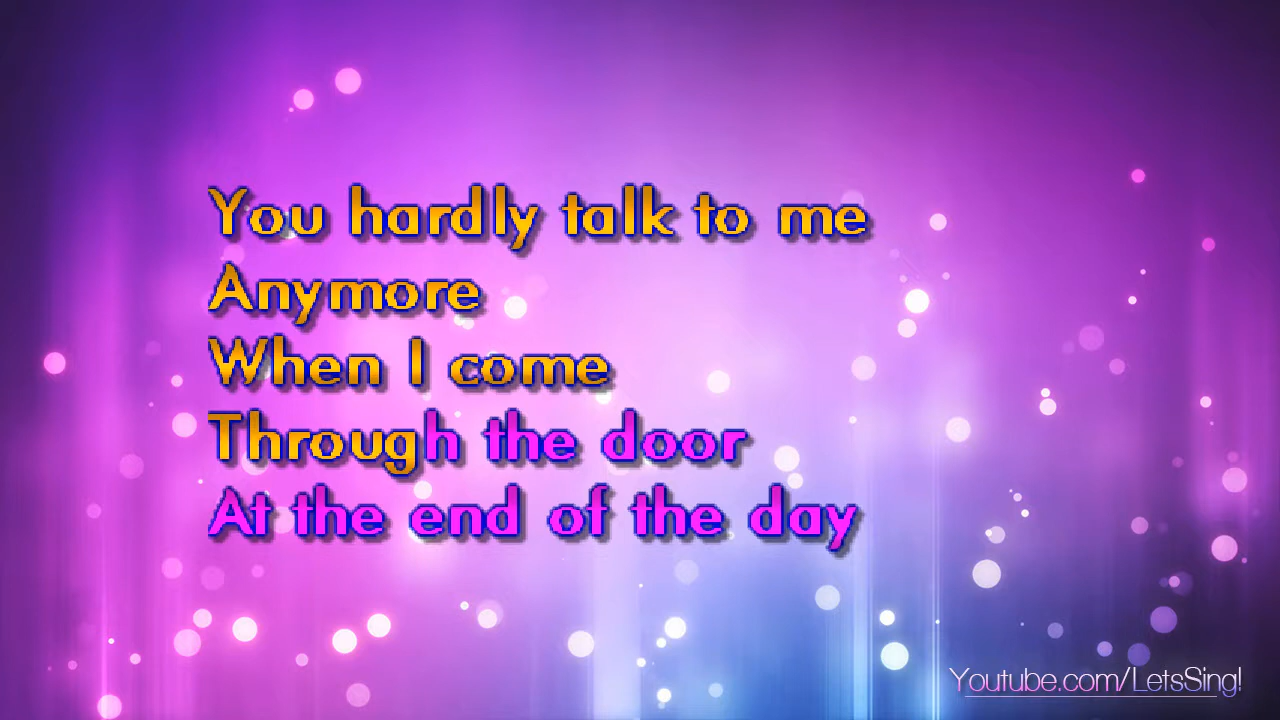 You hardly talk to me
Anymore
When I come
Through the door
At the end of the day
Youtube.com/LetsSing!